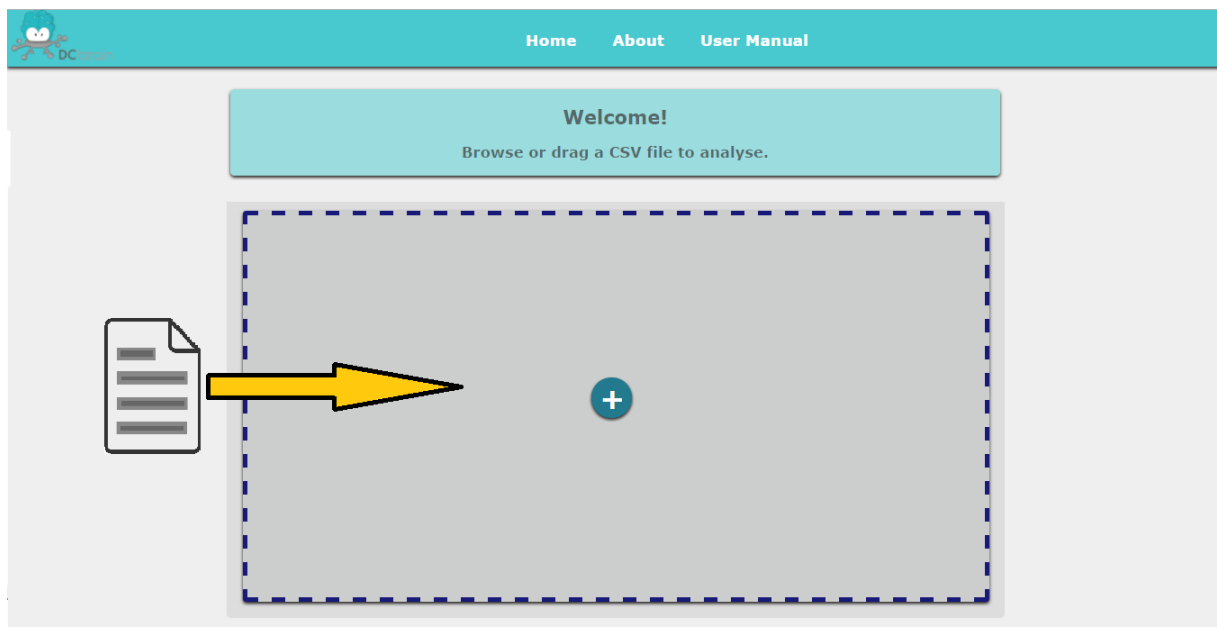 DC
Home About User Manual
Welcome!
Browse or drag a CSV file to analyse.
+